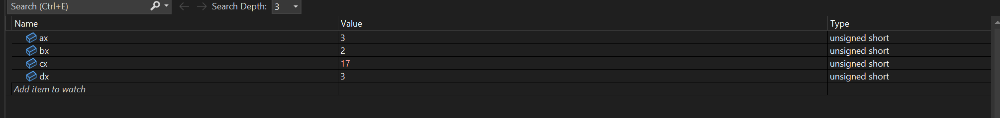 Search (Ctrl+E) Search Depth: 3
Name Value Type
ax 3 unsigned short
bx 2 unsigned short
cx 17 unsigned short
dx 3 unsigned short
Add item to watch